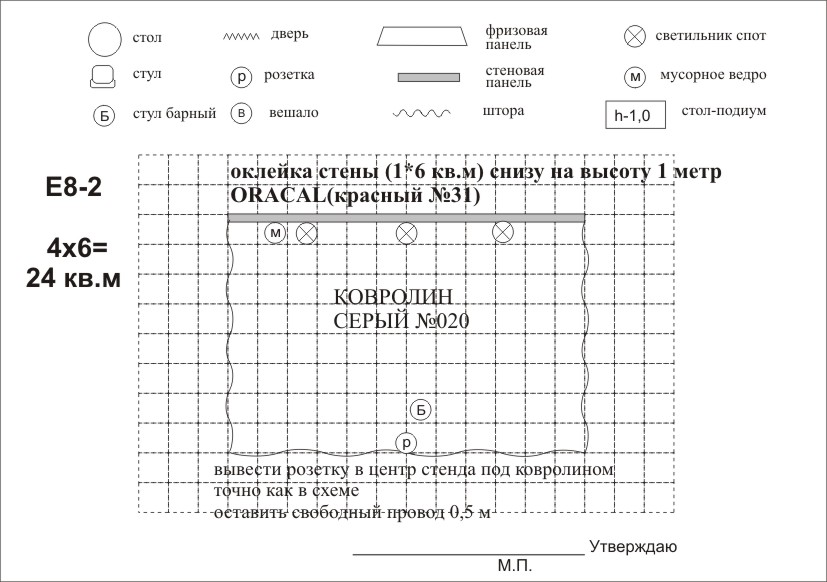 стол
дверь
фризовая
панель
светильник спот
стул
р
розетка
стеновая
панель
м
мусорное ведро
Б
стул барный
В
вешало
штора
h-1,0
стол-подиум
Е8-2
4х6=
24 кв.м
оклейка стены (1*6 кв.м) снизу на высоту 1 метр
ORACAL(красный №31)
м
КОВРОЛИН
СЕРЫЙ №020
Б
р
вывести розетку в центр стенда под ковролином
точно как в схеме
оставить свободный провод 0,5 м
Утверждаю
М.П.